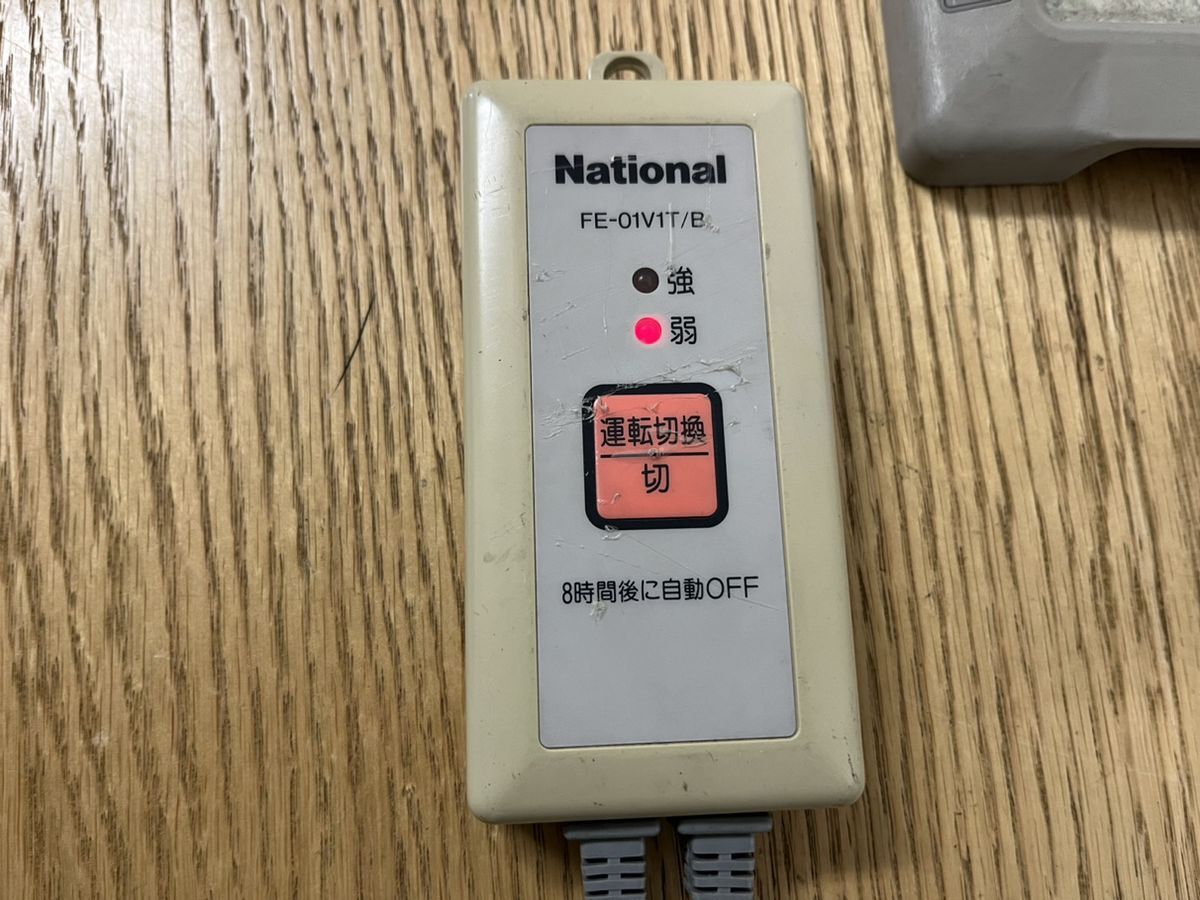 National
FE-01V1T/B
強
弱
運転切換
切
8時間後に自動OFF